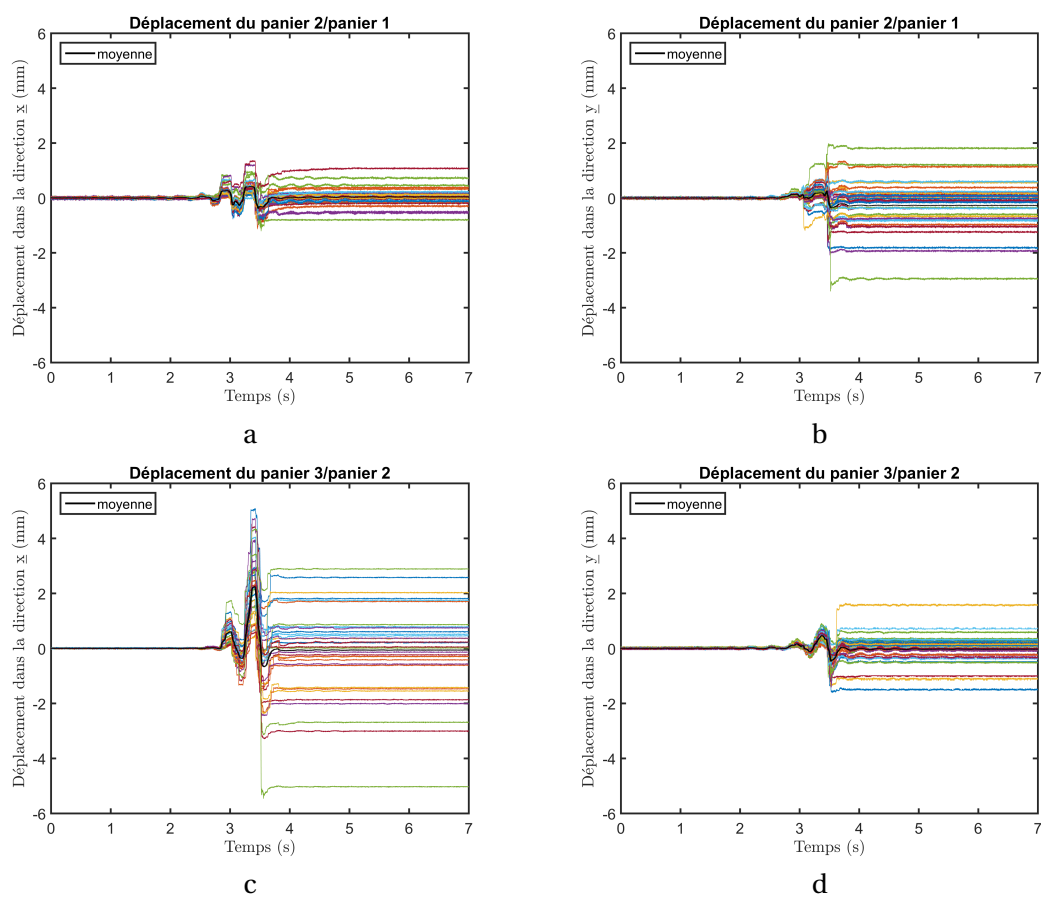 Déplacement du panier 2/panier 1
moyenne
Déplacement dans la direction x (mm)
6
4
2
0
-2
-4
-6
0 1 2 3 4 5 6 7
Temps (s)
a
Déplacement du panier 2/panier 1
moyenne
Déplacement dans la direction y (mm)
6
4
2
0
-2
-4
-6
0 1 2 3 4 5 6 7
Temps (s)
b
Déplacement du panier 3/panier 2
moyenne
Déplacement dans la direction x (mm)
6
4
2
0
-2
-4
-6
0 1 2 3 4 5 6 7
Temps (s)
c
Déplacement du panier 3/panier 2
moyenne
Déplacement dans la direction y (mm)
6
4
2
0
-2
-4
-6
0 1 2 3 4 5 6 7
Temps (s)
d